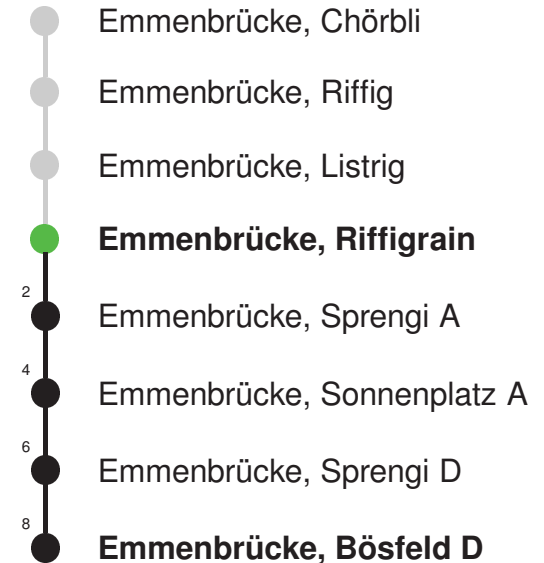 Emmenbrücke, Chörbli
Emmenbrücke, Riffig
Emmenbrücke, Listrig
Emmenbrücke, Riffigrain
2
Emmenbrücke, Sprengi A
4
Emmenbrücke, Sonnenplatz A
6
Emmenbrücke, Sprengi D
8
Emmenbrücke, Bösfeld D